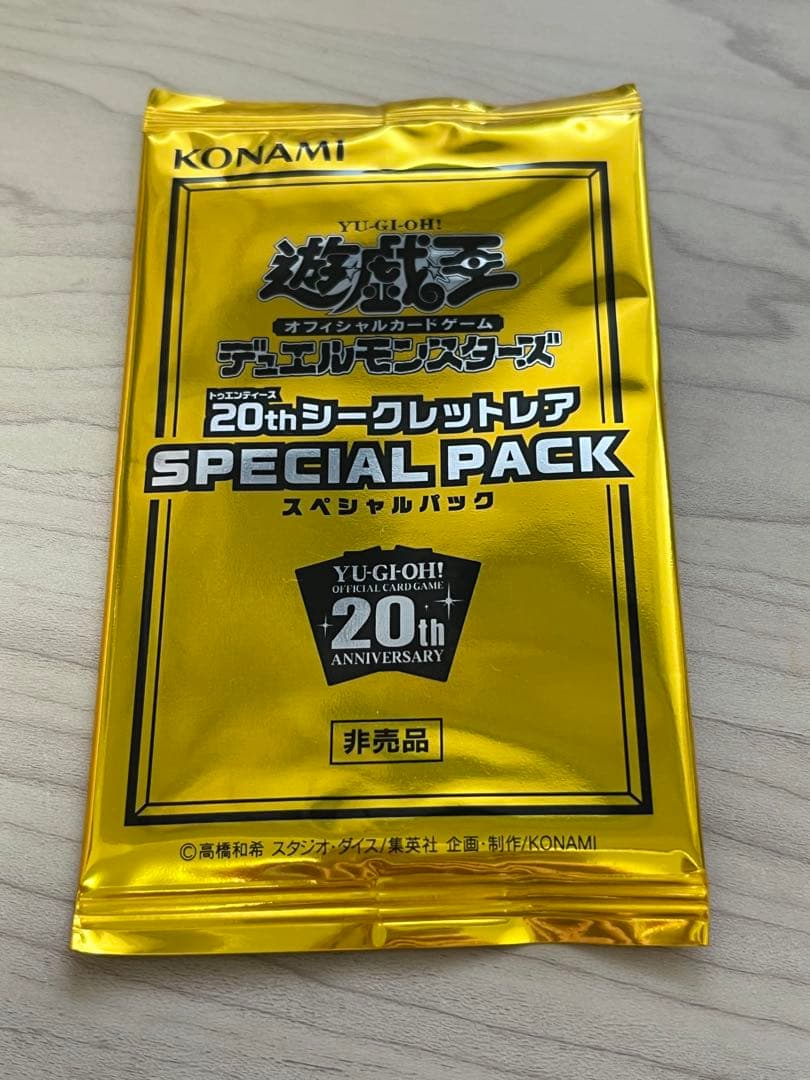 KONAMI
YU-GI-OH!
遊戯王
オフィシャルカードゲーム
デュエルモンスターズ
トゥエンティース
20thシークレットレア
SPECIAL PACK
スペシャルパック
YU-GI-OH!
OFFICIAL CARD GAME
20th
ANNIVERSARY
非売品
©高橋和希 スタジオ・ダイス/集英社 企画・制作/KONAMI